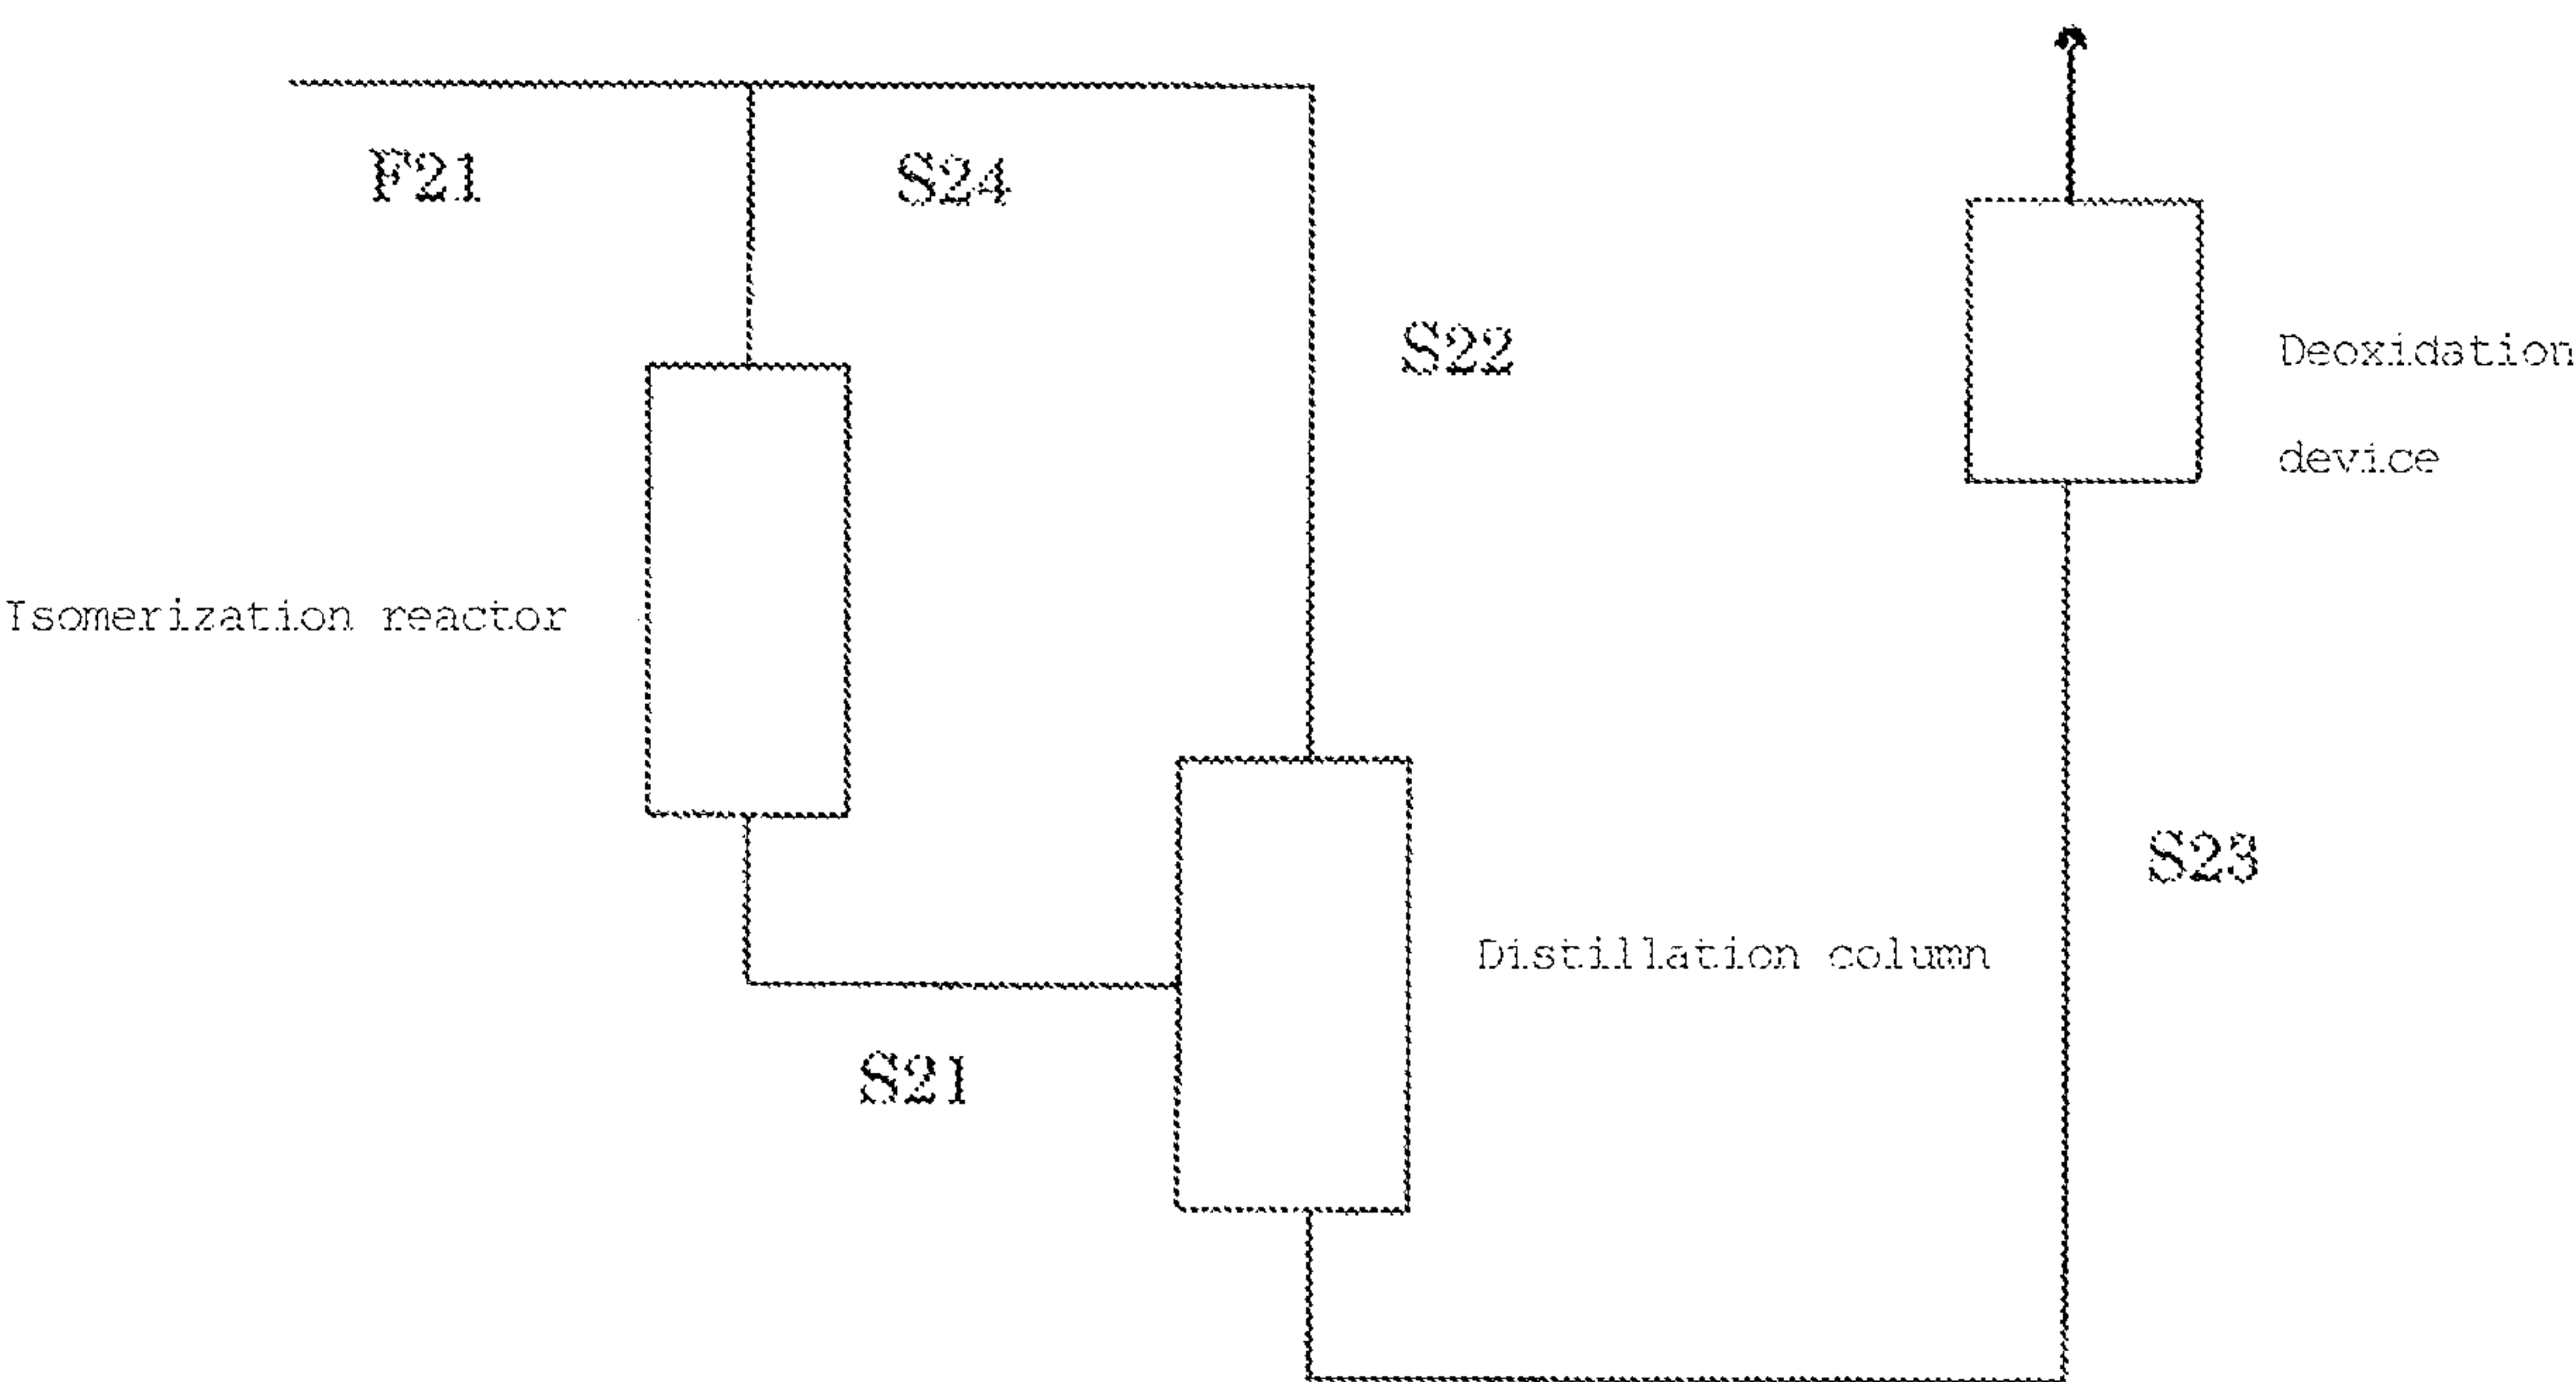 F21
S24
S22
Deoxidation
device
Isomerization reactor
S23
Distillation column
S21